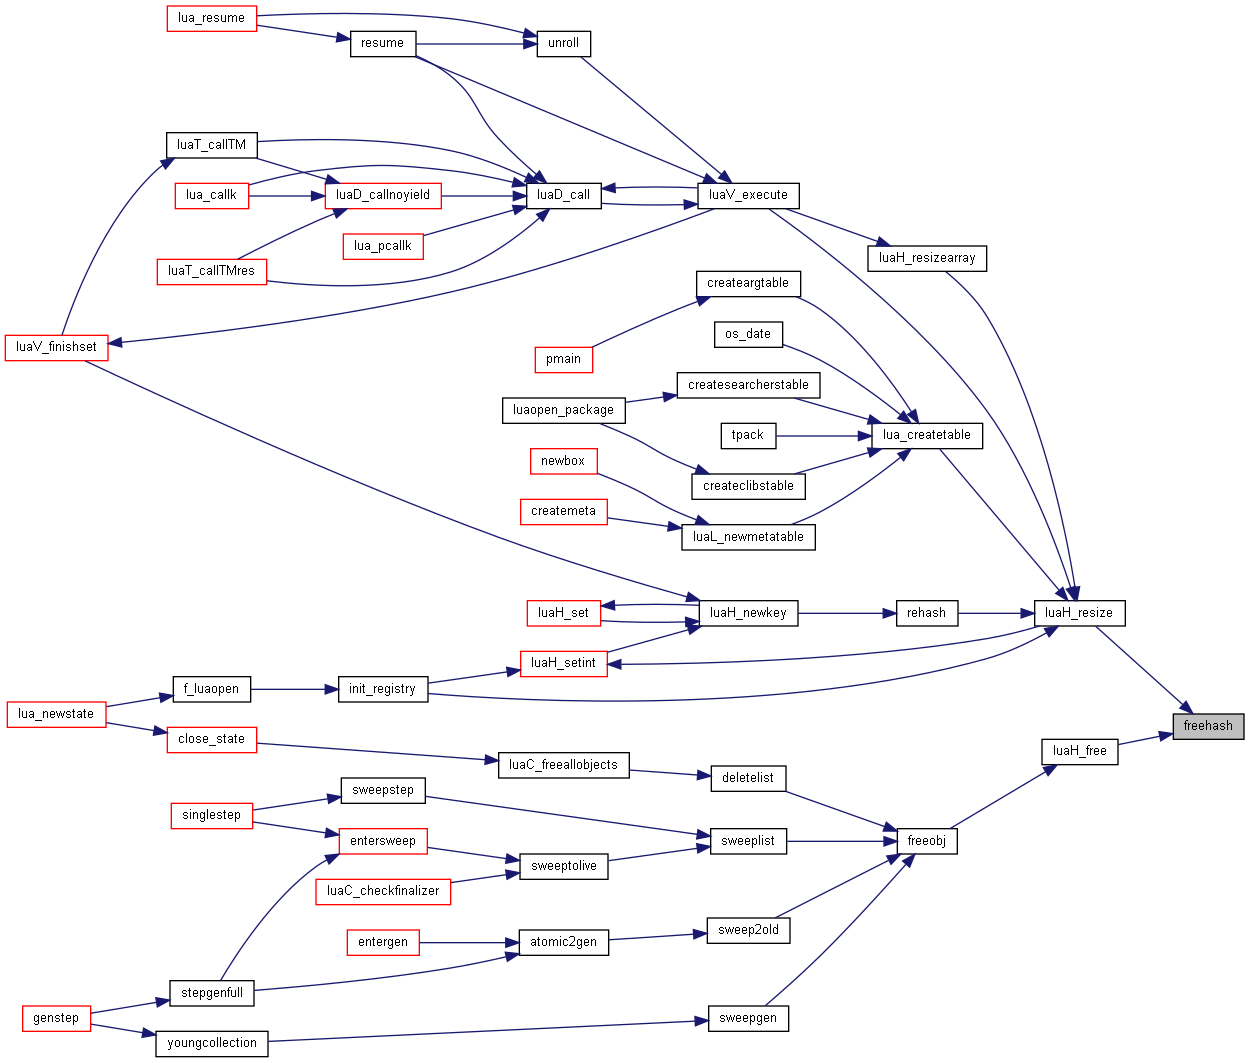 lua_resume
resume
unroll
luaT_callTM
lua_callk
luaD_callnoyield
luaD_call
luaV_execute
lua_pcallk
luaT_callTMres
luaH_resizearray
createargtable
os_date
luaV_finishset
pmain
createsearcherstable
luaopen_package
tpack
lua_createtable
newbox
createclibstable
createmeta
luaL_newmetatable
luaH_set
luaH_newkey
rehash
luaH_resize
luaH_setint
f_luaopen
init_registry
lua_newstate
close_state
freehash
luaH_free
luaC_freeallobjects
deletelist
sweepstep
singlestep
entersweep
sweeplist
freeobj
sweeptolive
luaC_checkfinalizer
sweep2old
entergen
atomic2gen
stepgenfull
genstep
sweepgen
youngcollection